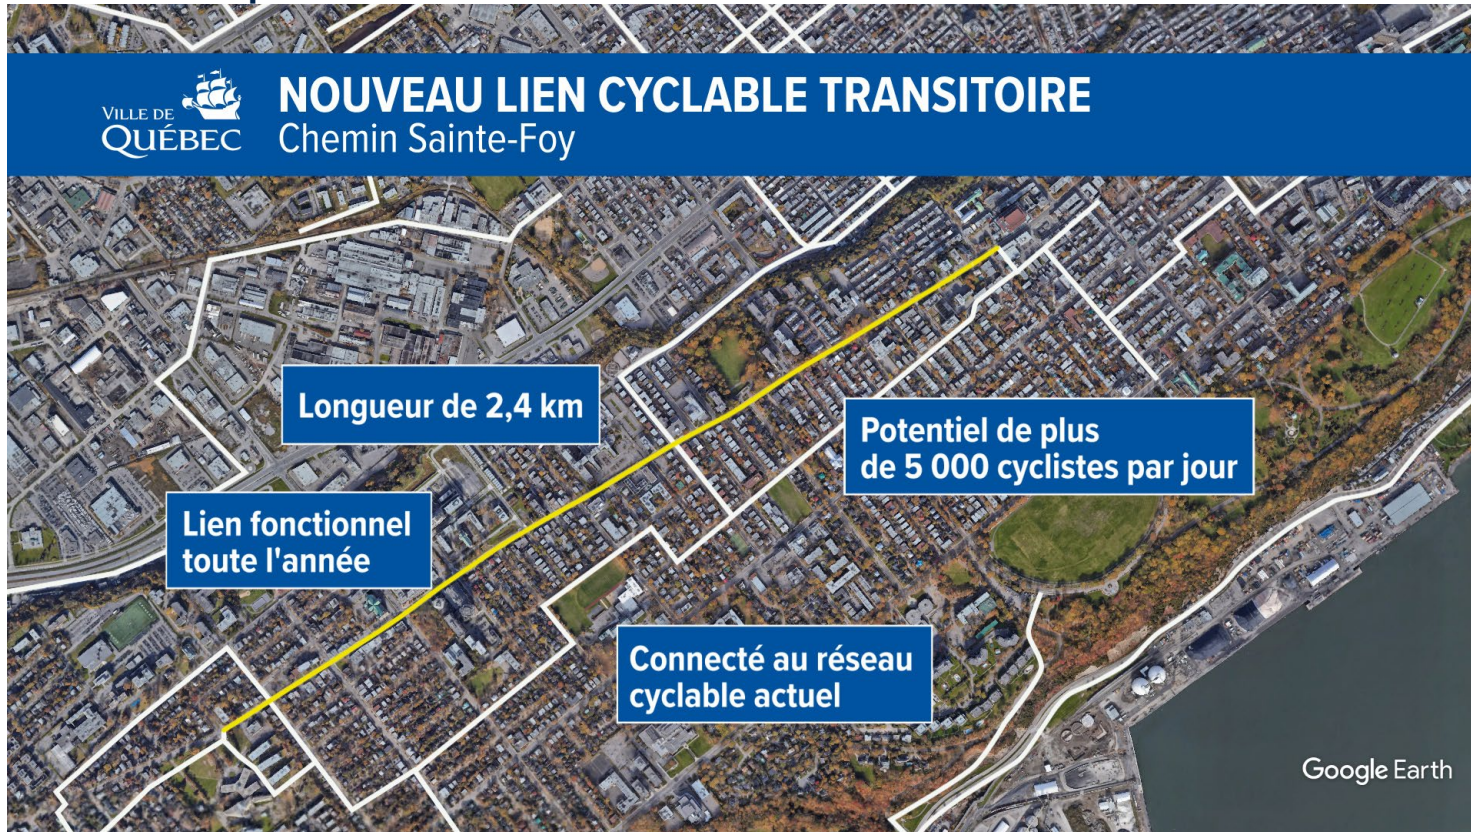 VILLE DE
QUÉBEC
NOUVEAU LIEN CYCLABLE TRANSITOIRE
Chemin Sainte-Foy
Longueur de 2,4 km
Potentiel de plus
de 5 000 cyclistes par jour
Lien fonctionnel
toute l'année
Connecté au réseau
cyclable actuel
Google Earth